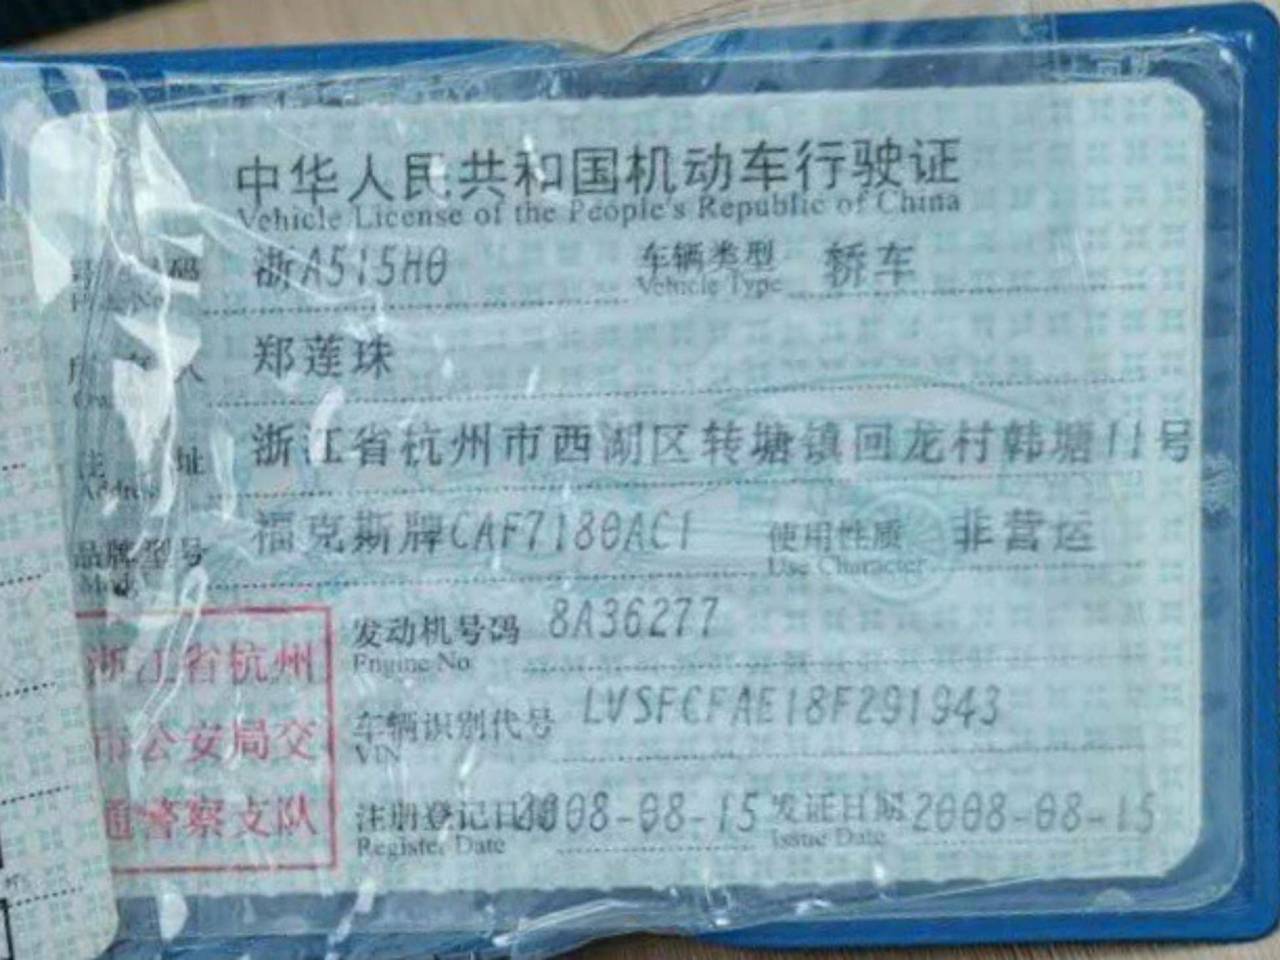 中华人民共和国机动车行驶证
Vehicle License of the People's Republic of China
浙A515H0 车辆类型 轿车
Vehicle Type
郑莲珠
浙江省杭州市西湖区转塘镇回龙村韩塘11号
Address
品牌型号 福克斯牌CAF7180AC1 使用性质 非营运
Use Character
发动机号码 8A36277
Engine No
车辆识别代号 LVSFCFAE18F291943
VIN
注册登记日期 2008-08-15 发证日期 2008-08-15
Register Date Issue Date
浙江省杭州
市公安局交
通警察支队